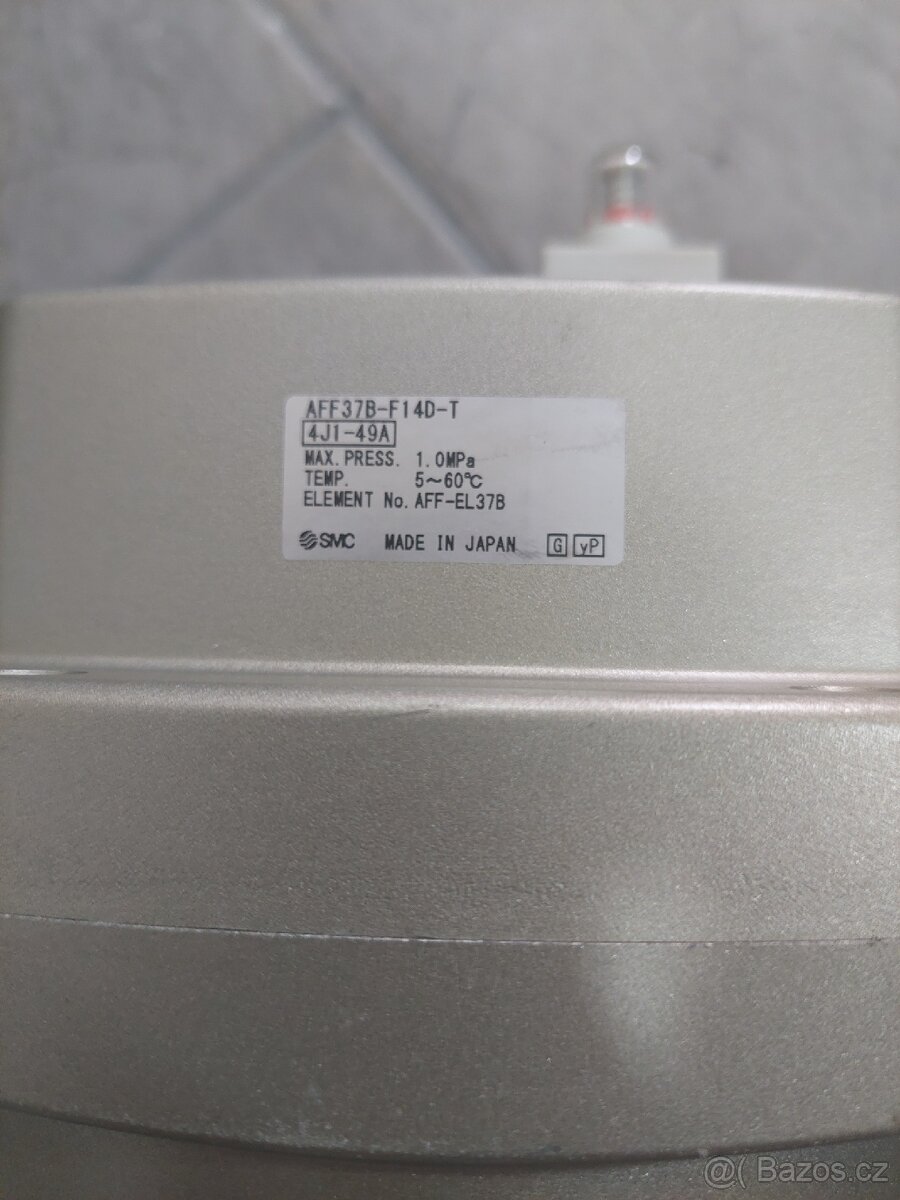 AFF37B-F14D-T
4J1-49A
MAX. PRESS. 1.0MPa
TEMP. 5~60℃
ELEMENT No. AFF-EL37B
SMC MADE IN JAPAN G yP
@( Bazos.cz